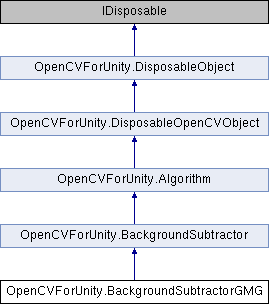 IDisposable
OpenCVForUnity.DisposableObject
OpenCVForUnity.DisposableOpenCVObject
OpenCVForUnity.Algorithm
OpenCVForUnity.BackgroundSubtractor
OpenCVForUnity.BackgroundSubtractorGMG